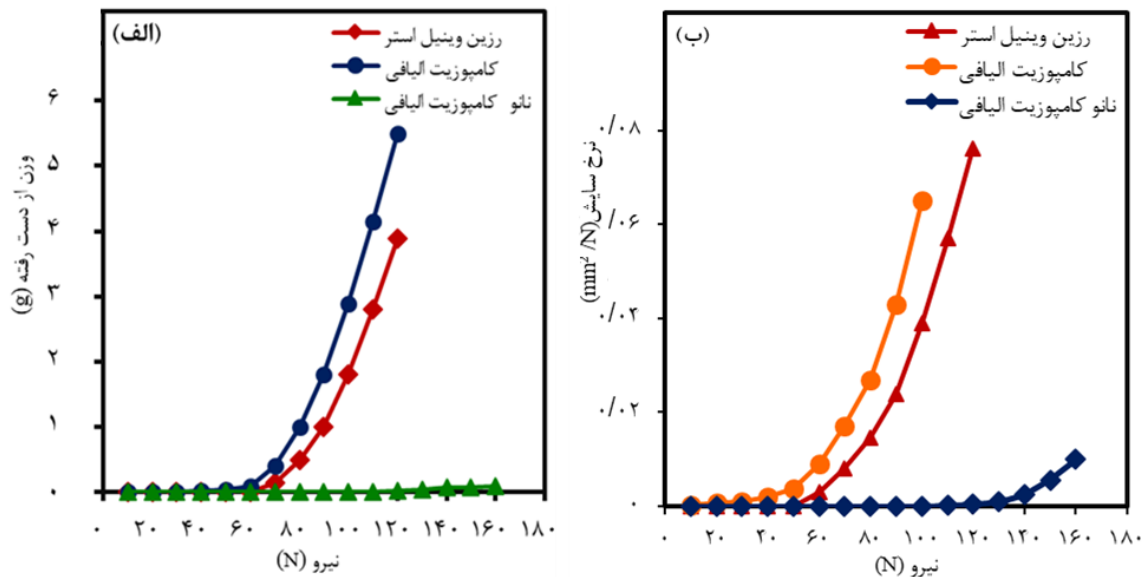 (الف)
رزین وینیل استر
کامپوزیت الیافی
نانو کامپوزیت الیافی
وزن از دست رفته (g)
۶
۵
۴
۳
۲
۱
۰
۰ ۲۰ ۴۰ ۶۰ ۸۰ ۱۰۰ ۱۲۰ ۱۴۰ ۱۶۰ ۱۸۰
نیرو (N)
(ب)
رزین وینیل استر
کامپوزیت الیافی
نانو کامپوزیت الیافی
نرخ سایش(mm² /N)
۰/۰۸
۰/۰۶
۰/۰۴
۰/۰۲
۰
۰ ۲۰ ۴۰ ۶۰ ۸۰ ۱۰۰ ۱۲۰ ۱۴۰ ۱۶۰ ۱۸۰
نیرو (N)